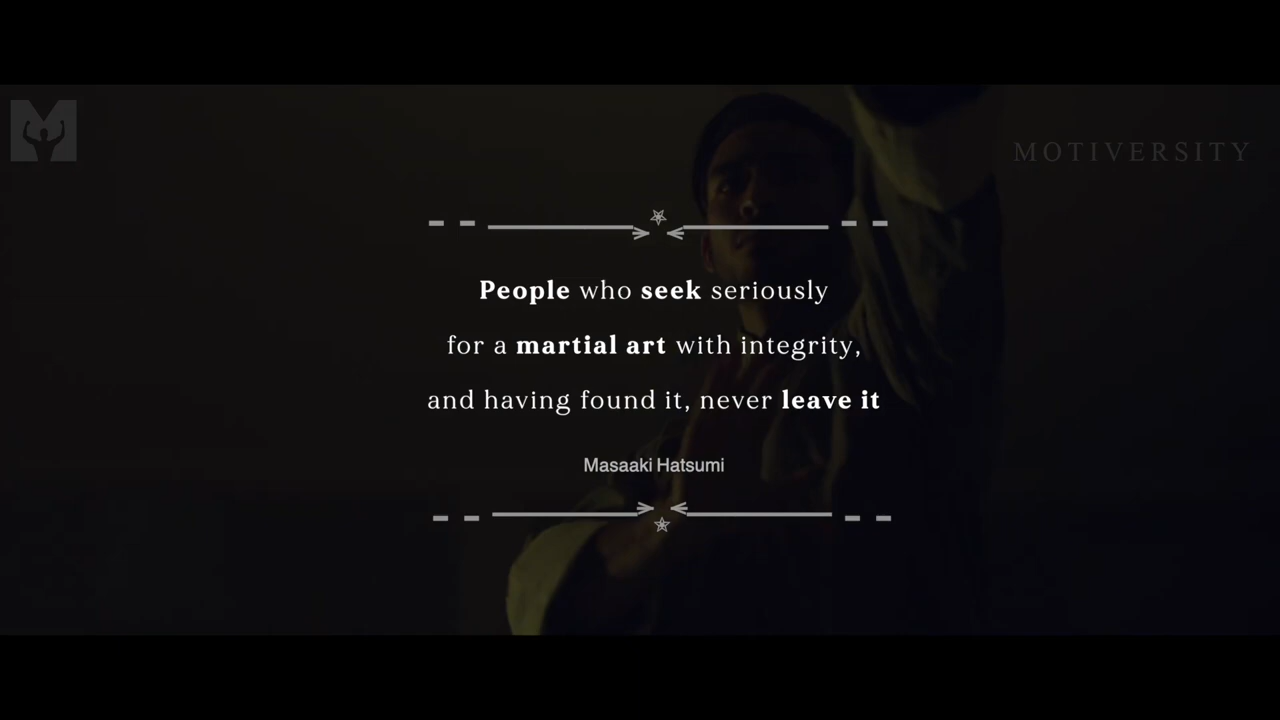 MOTIVERSITY
People who seek seriously
for a martial art with integrity,
and having found it, never leave it
Masaaki Hatsumi